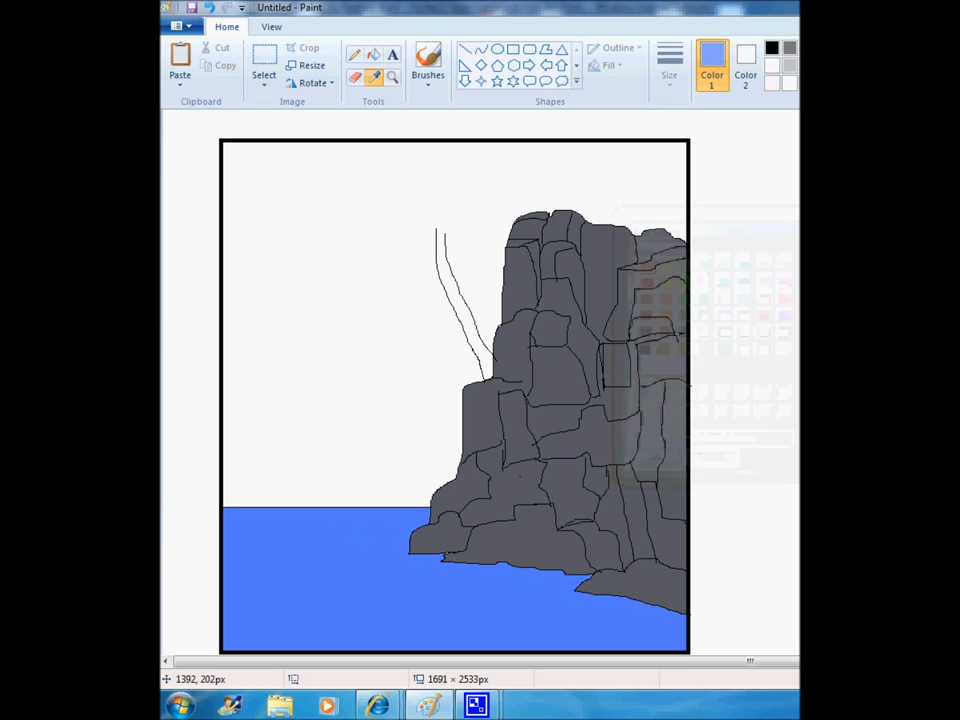 Untitled - Paint
Home View
Paste
Cut
Copy
Clipboard
Select
Crop
Resize
Rotate
Image
A
Tools
Brushes
Outline
Fill
Shapes
Size
Color 1
Color 2
1392, 202px
1691 × 2533px